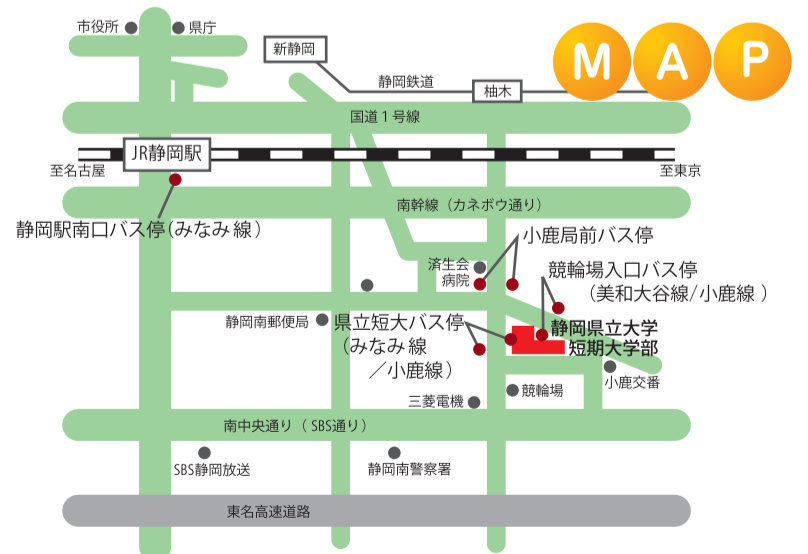 市役所
県庁
MAP
新静岡
静岡鉄道
柚木
国道１号線
JR静岡駅
至名古屋
至東京
南幹線（カネボウ通り）
静岡駅南口バス停（みなみ線）
小鹿局前バス停
済生会
病院
競輪場入口バス停
（美和大谷線/小鹿線 ）
静岡南郵便局
県立短大バス停
（みなみ線
／小鹿線）
静岡県立大学
短期大学部
小鹿交番
競輪場
三菱電機
南中央通り（ SBS通り）
SBS静岡放送
静岡南警察署
東名高速道路